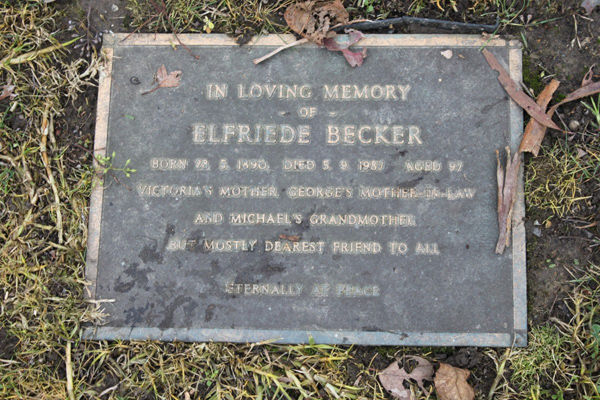 IN LOVING MEMORY
- OF -
ELFRIEDE BECKER
BORN 28. 5. 1890. DIED 5. 9. 1987 AGED 97
VICTORIA'S MOTHER, GEORGE'S MOTHER-IN-LAW
AND MICHAEL'S GRANDMOTHER
BUT MOSTLY DEAREST FRIEND TO ALL
ETERNALLY AT PEACE